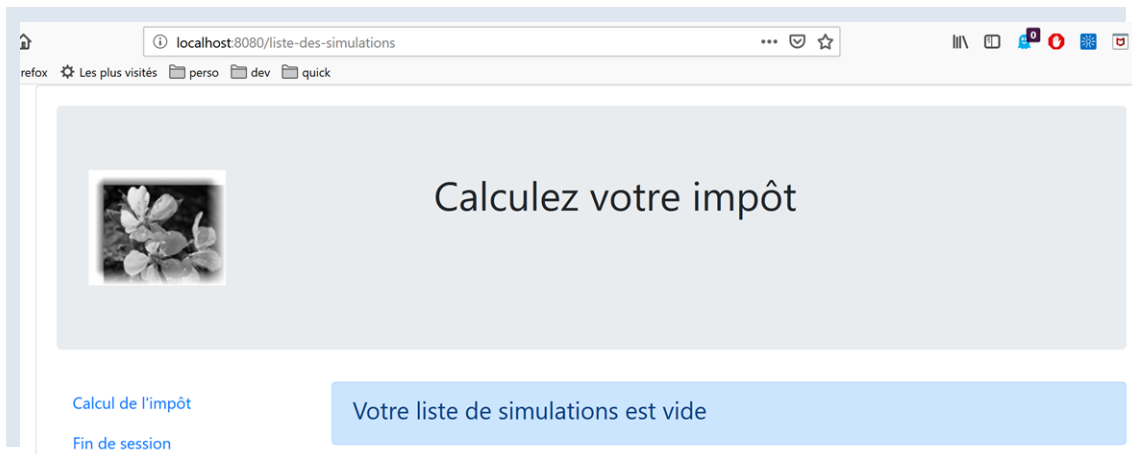 localhost:8080/liste-des-simulations
0
refox Les plus visités perso dev quick
Calculez votre impôt
Calcul de l'impôt
Votre liste de simulations est vide
Fin de session